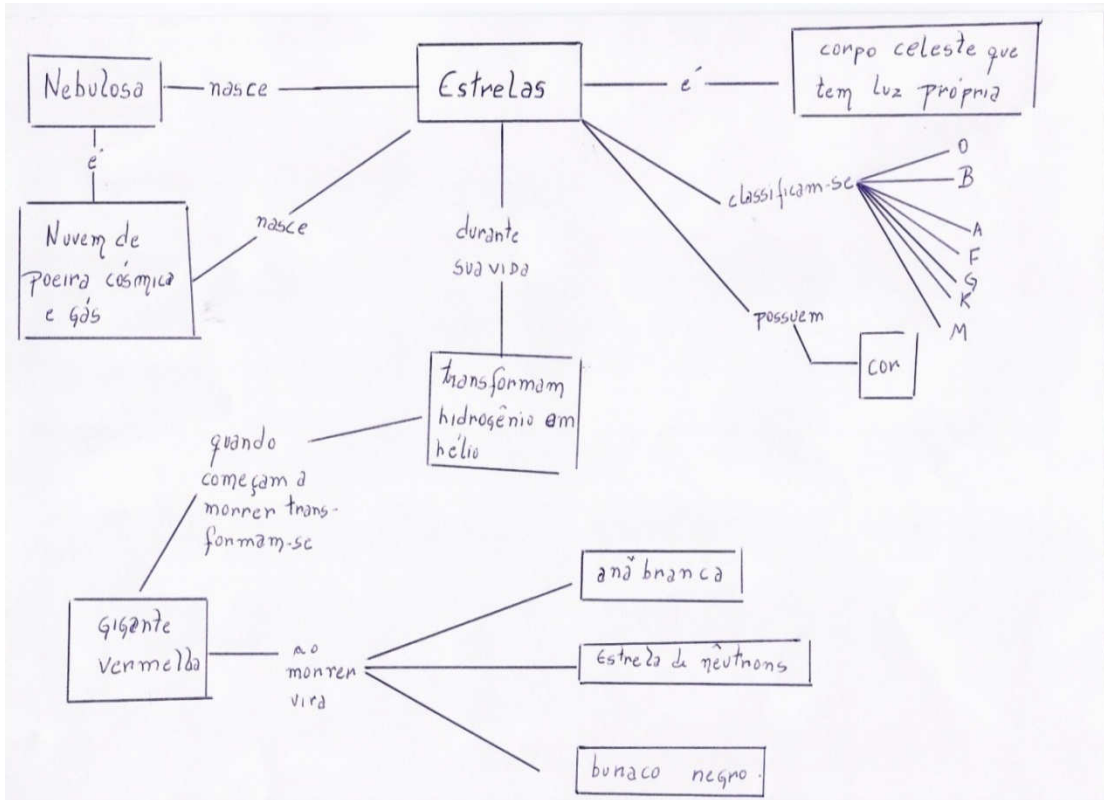 Nebulosa
nasce
Estrelas
é
corpo celeste que
tem luz própria
é
Nuvem de
poeira cósmica
e gás
nasce
durante
sua vida
classificam-se
O
B
A
F
G
K
M
possuem
cor
transformam
hidrogênio em
hélio
quando
começam a
morrer trans-
formam-se
Gigante
vermelha
ao
morrer
vira
anã branca
Estrela de nêutrons
buraco negro.